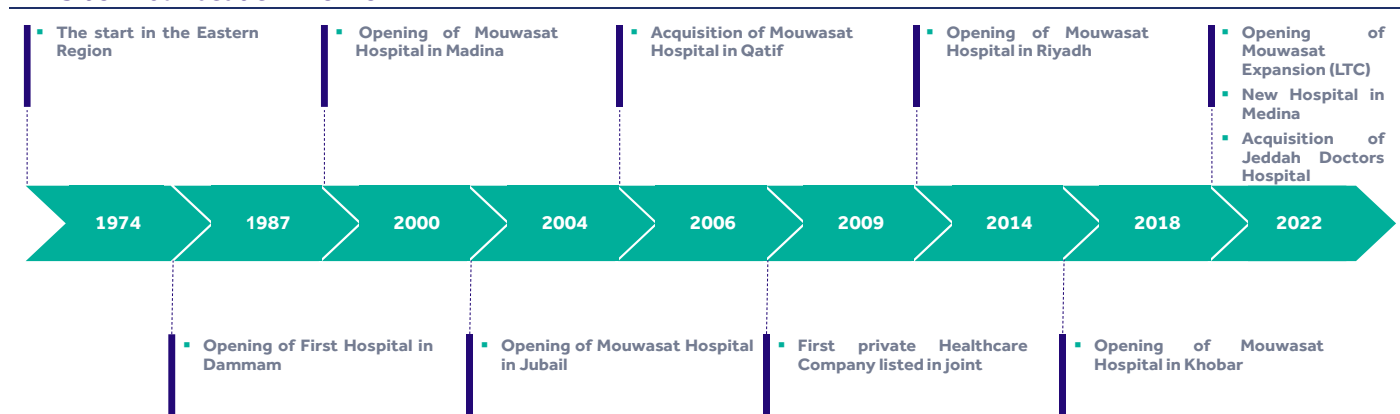 The start in the Eastern
Region
Opening of Mouwasat
Hospital in Madina
Acquisition of Mouwasat
Hospital in Qatif
Opening of Mouwasat
Hospital in Riyadh
Opening of
Mouwasat
Expansion (LTC)
New Hospital in
Medina
Acquisition of
Jeddah Doctors
Hospital
1974 1987 2000 2004 2006 2009 2014 2018 2022
Opening of First Hospital in
Dammam
Opening of Mouwasat Hospital
in Jubail
First private Healthcare
Company listed in joint
Opening of Mouwasat
Hospital in Khobar